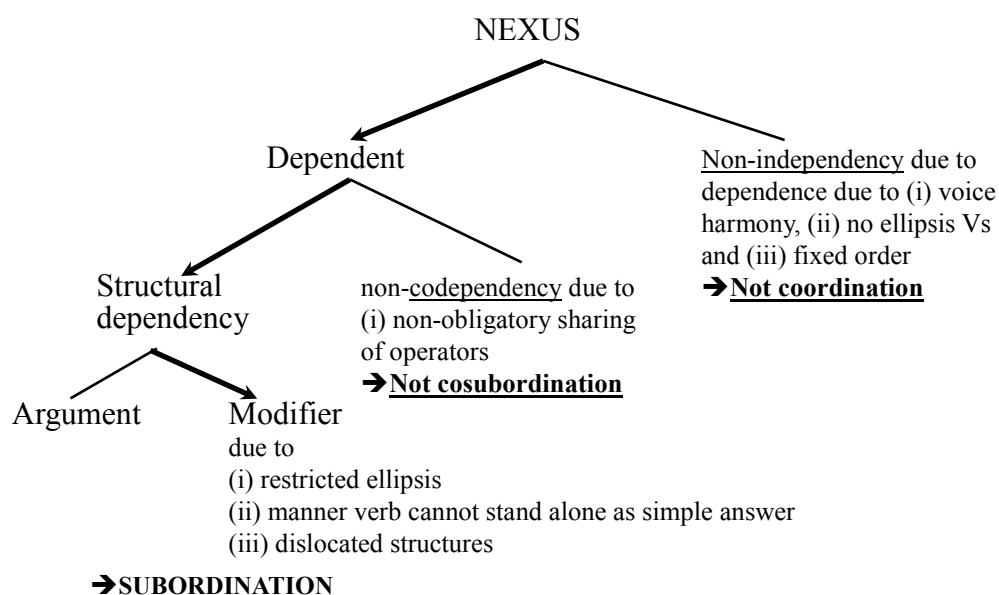 NEXUS
Dependent
Non-independency due to
dependence due to (i) voice
harmony, (ii) no ellipsis Vs
and (iii) fixed order
➔Not coordination
Structural
dependency
non-codependency due to
(i) non-obligatory sharing
of operators
➔Not cosubordination
Argument
Modifier
due to
(i) restricted ellipsis
(ii) manner verb cannot stand alone as simple answer
(iii) dislocated structures
➔SUBORDINATION